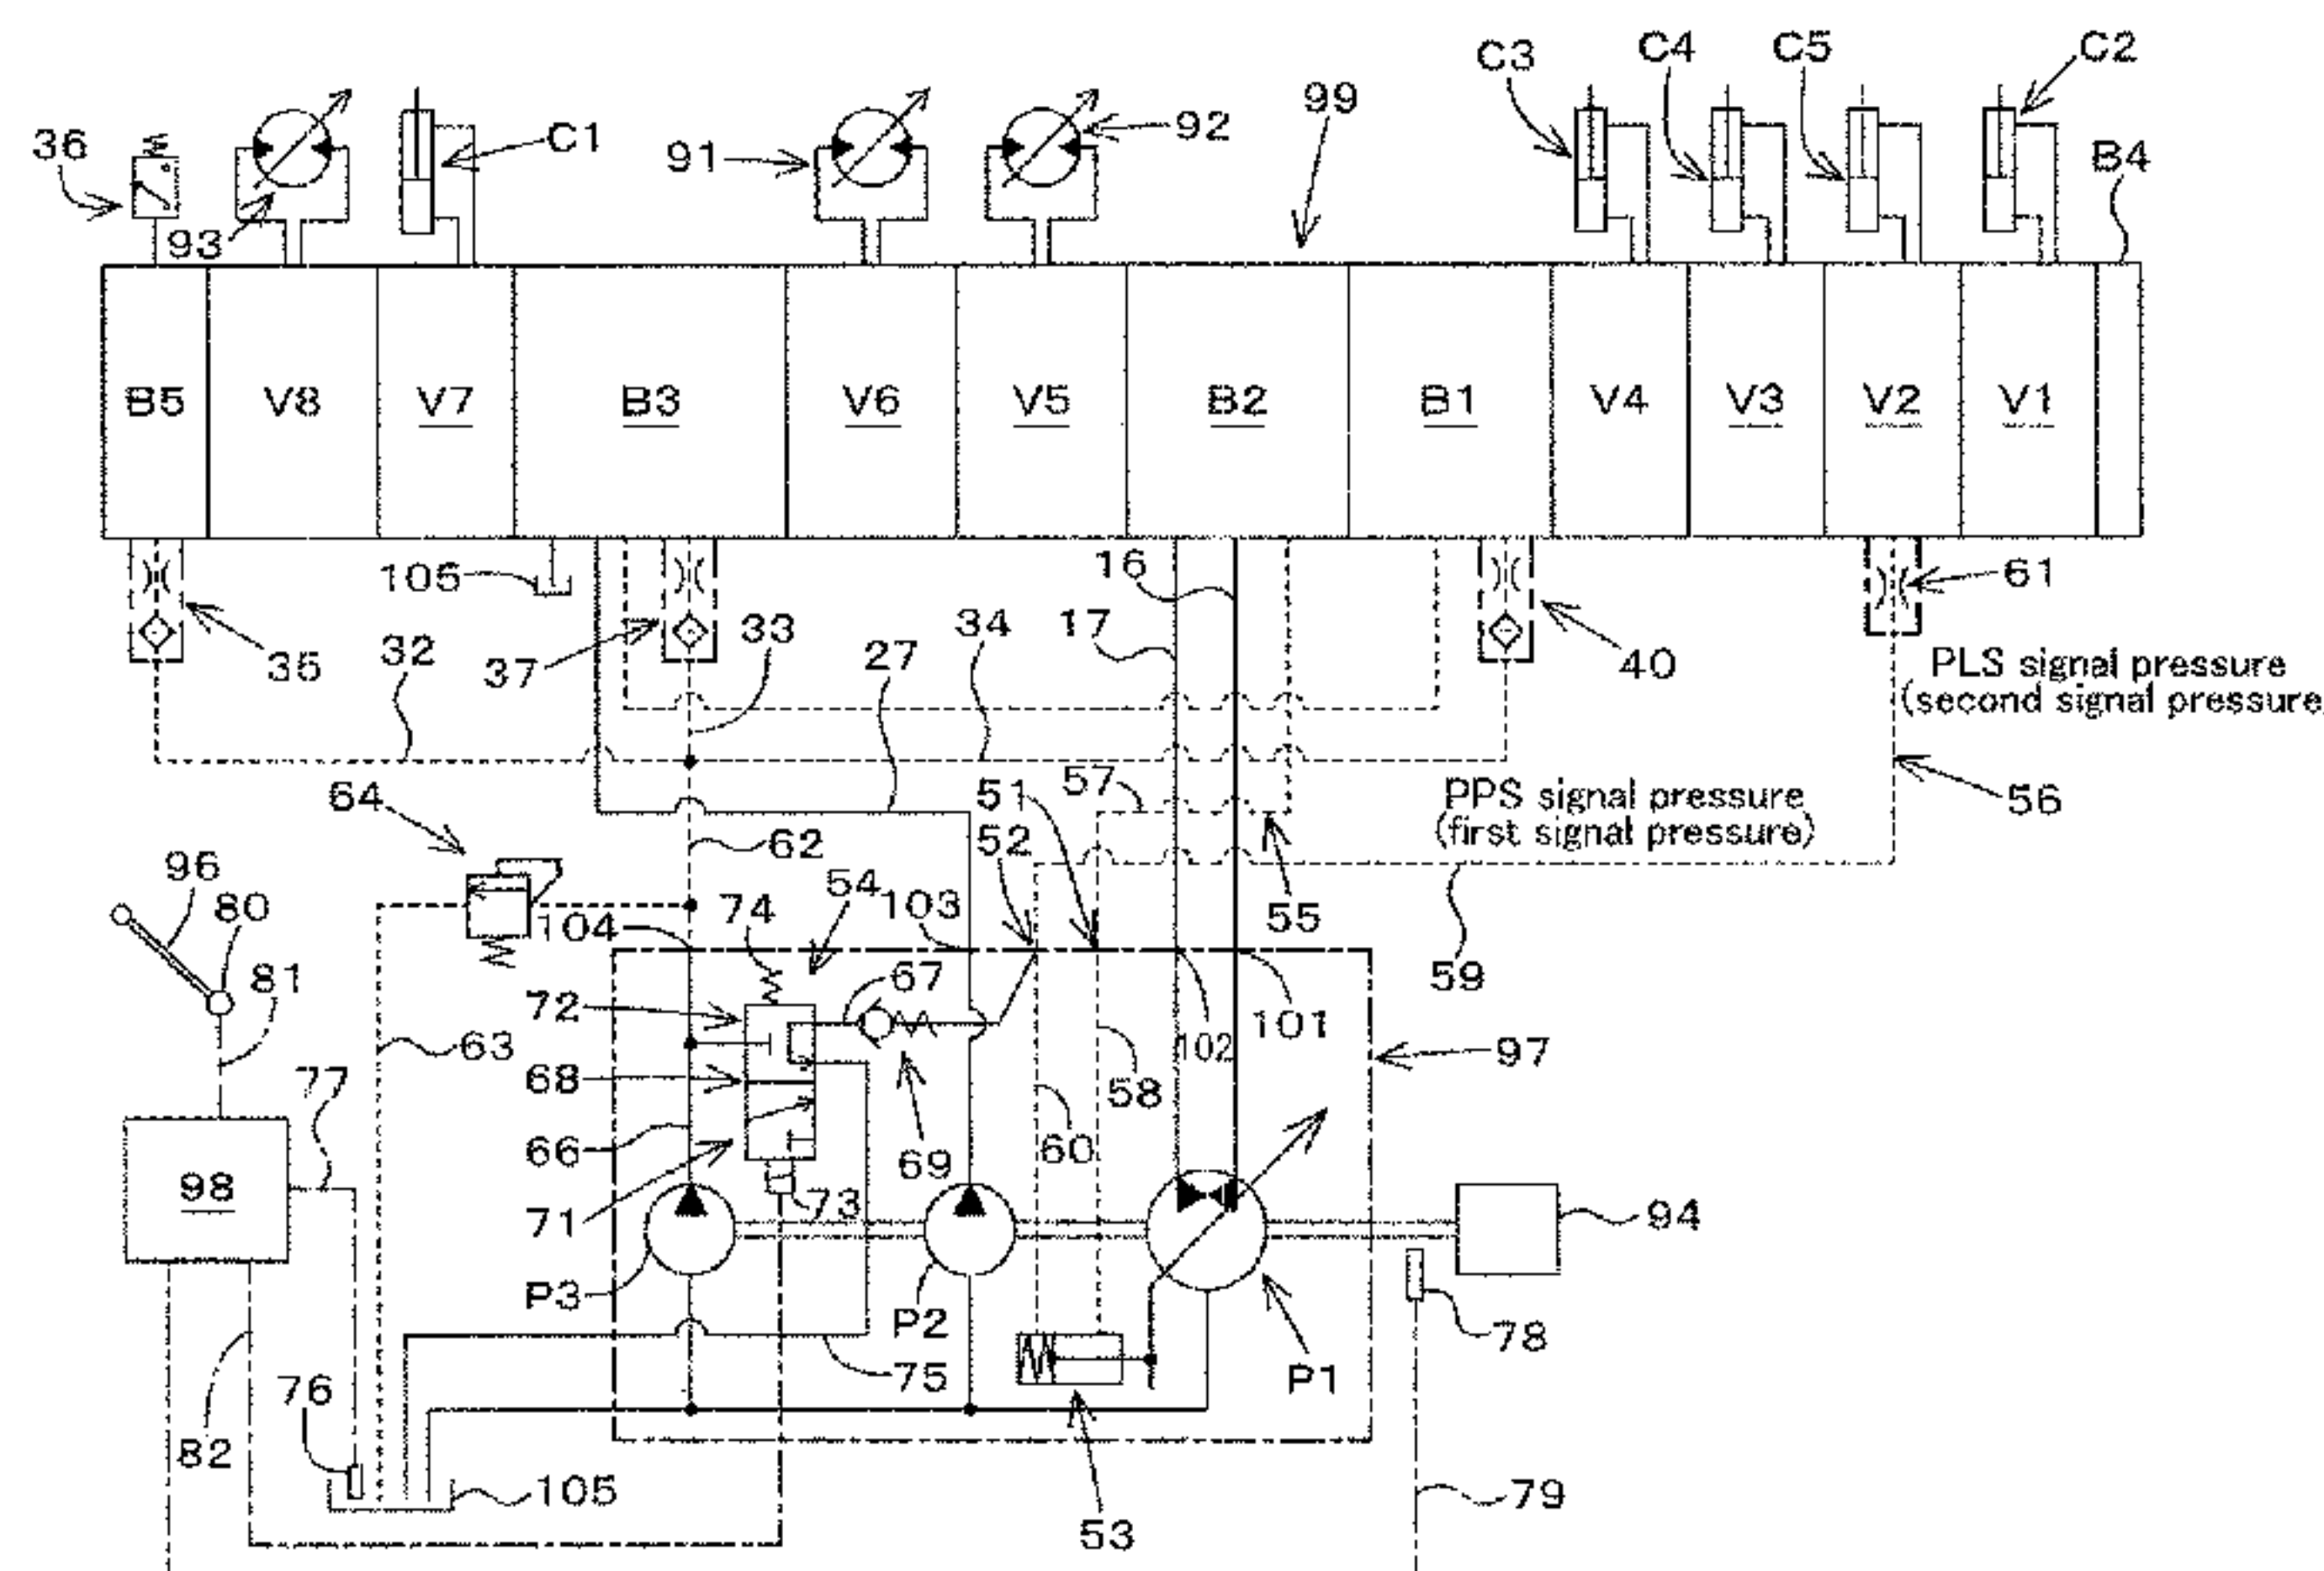 C3
C4
C5
C2
99
36
C1
91
92
B4
93
B5
V8
V7
B3
V6
V5
B2
B1
V4
V3
V2
V1
105
16
61
33
34
17
35
32
37
27
40
PLS signal pressure
(second signal pressure
64
51
57
PPS signal pressure
(first signal pressure)
56
62
52
96
80
54
103
55
74
104
81
67
59
72
63
102
101
97
77
68
58
66
69
60
98
71
73
94
P3
P2
78
75
P1
76
82
105
53
79